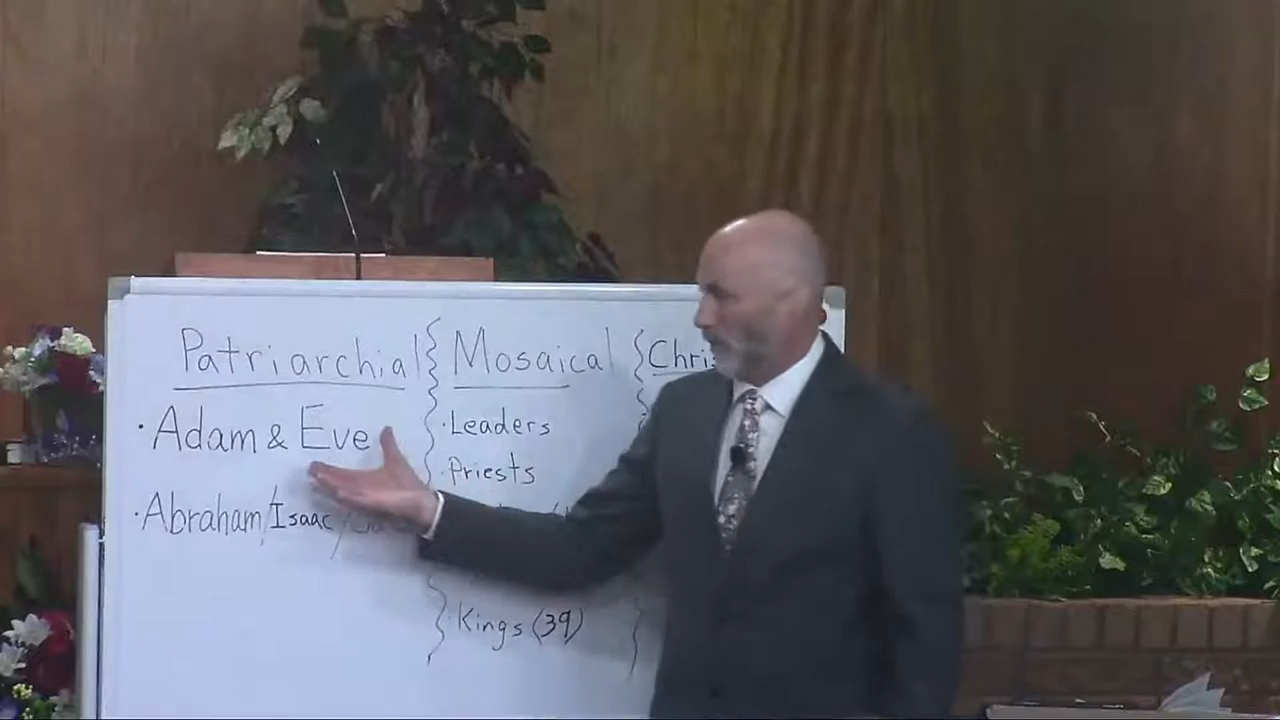 Patriarchial
· Adam & Eve
· Abraham/Isaac/
Mosaical
· Leaders
· Priests
· Kings (39)